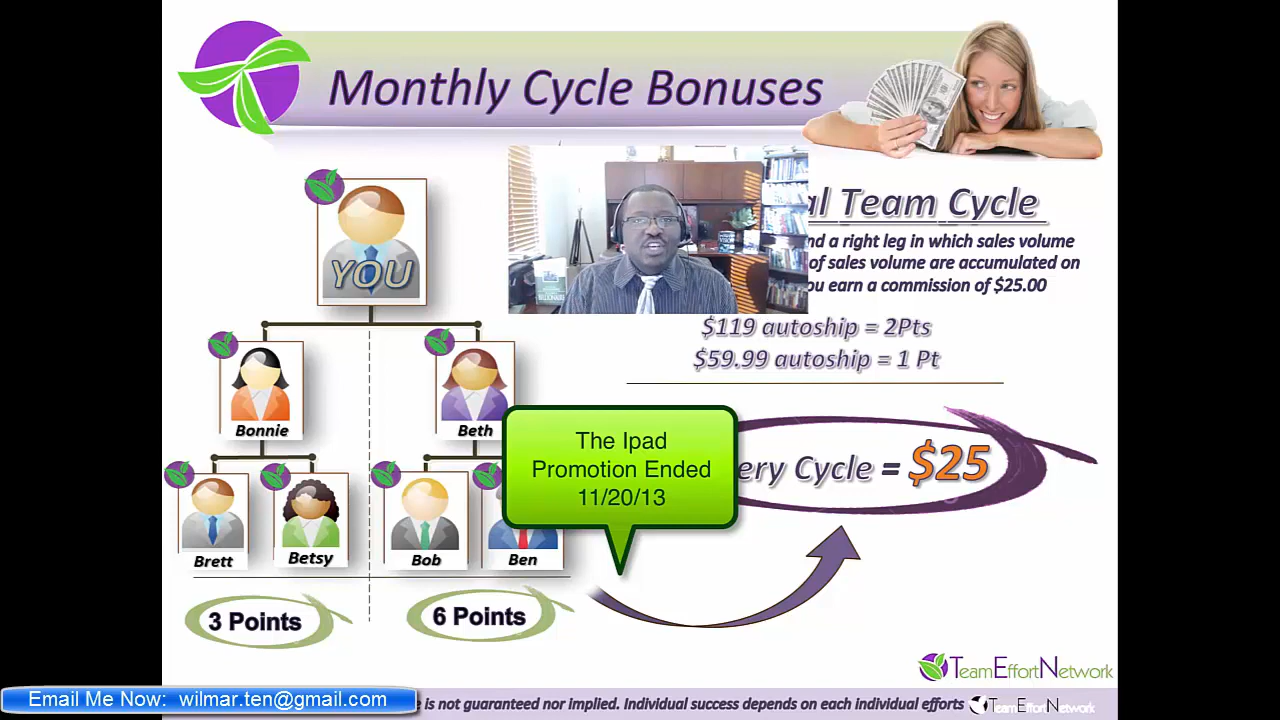 Monthly Cycle Bonuses
al Team Cycle
nd a right leg in which sales volume
of sales volume are accumulated on
ou earn a commission of $25.00
$119 autoship = 2Pts
$59.99 autoship = 1 Pt
YOU
Bonnie
Beth
The Ipad
Promotion Ended
11/20/13
ery Cycle = $25
Brett
Betsy
Bob
Ben
3 Points
6 Points
TeamEffortNetwork
Email Me Now: wilmar.ten@gmail.com
e is not guaranteed nor implied. Individual success depends on each individual efforts
TeamEffortNetwork